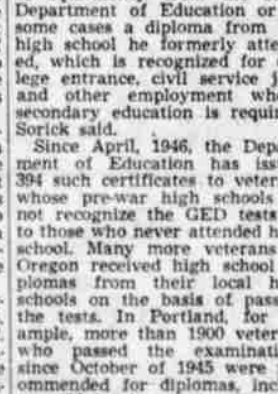 Department of Education or
some cases a diploma from
high school he formerly atte
ed, which is recognized for
lege entrance, civil service
and other employment whe
secondary education is requir
Sorick said.
Since April, 1946, the Depa
ment of Education has iss
394 such certificates to veter
whose pre-war high schools
not recognize the GED tests
to those who never attended h
school. Many more veterans
Oregon received high school
plomas from their local h
schools on the basis of pass
the tests. In Portland, for
ample, more than 1900 veter
who passed the examinati
since October of 1945 were
ommended for diplomas, inc